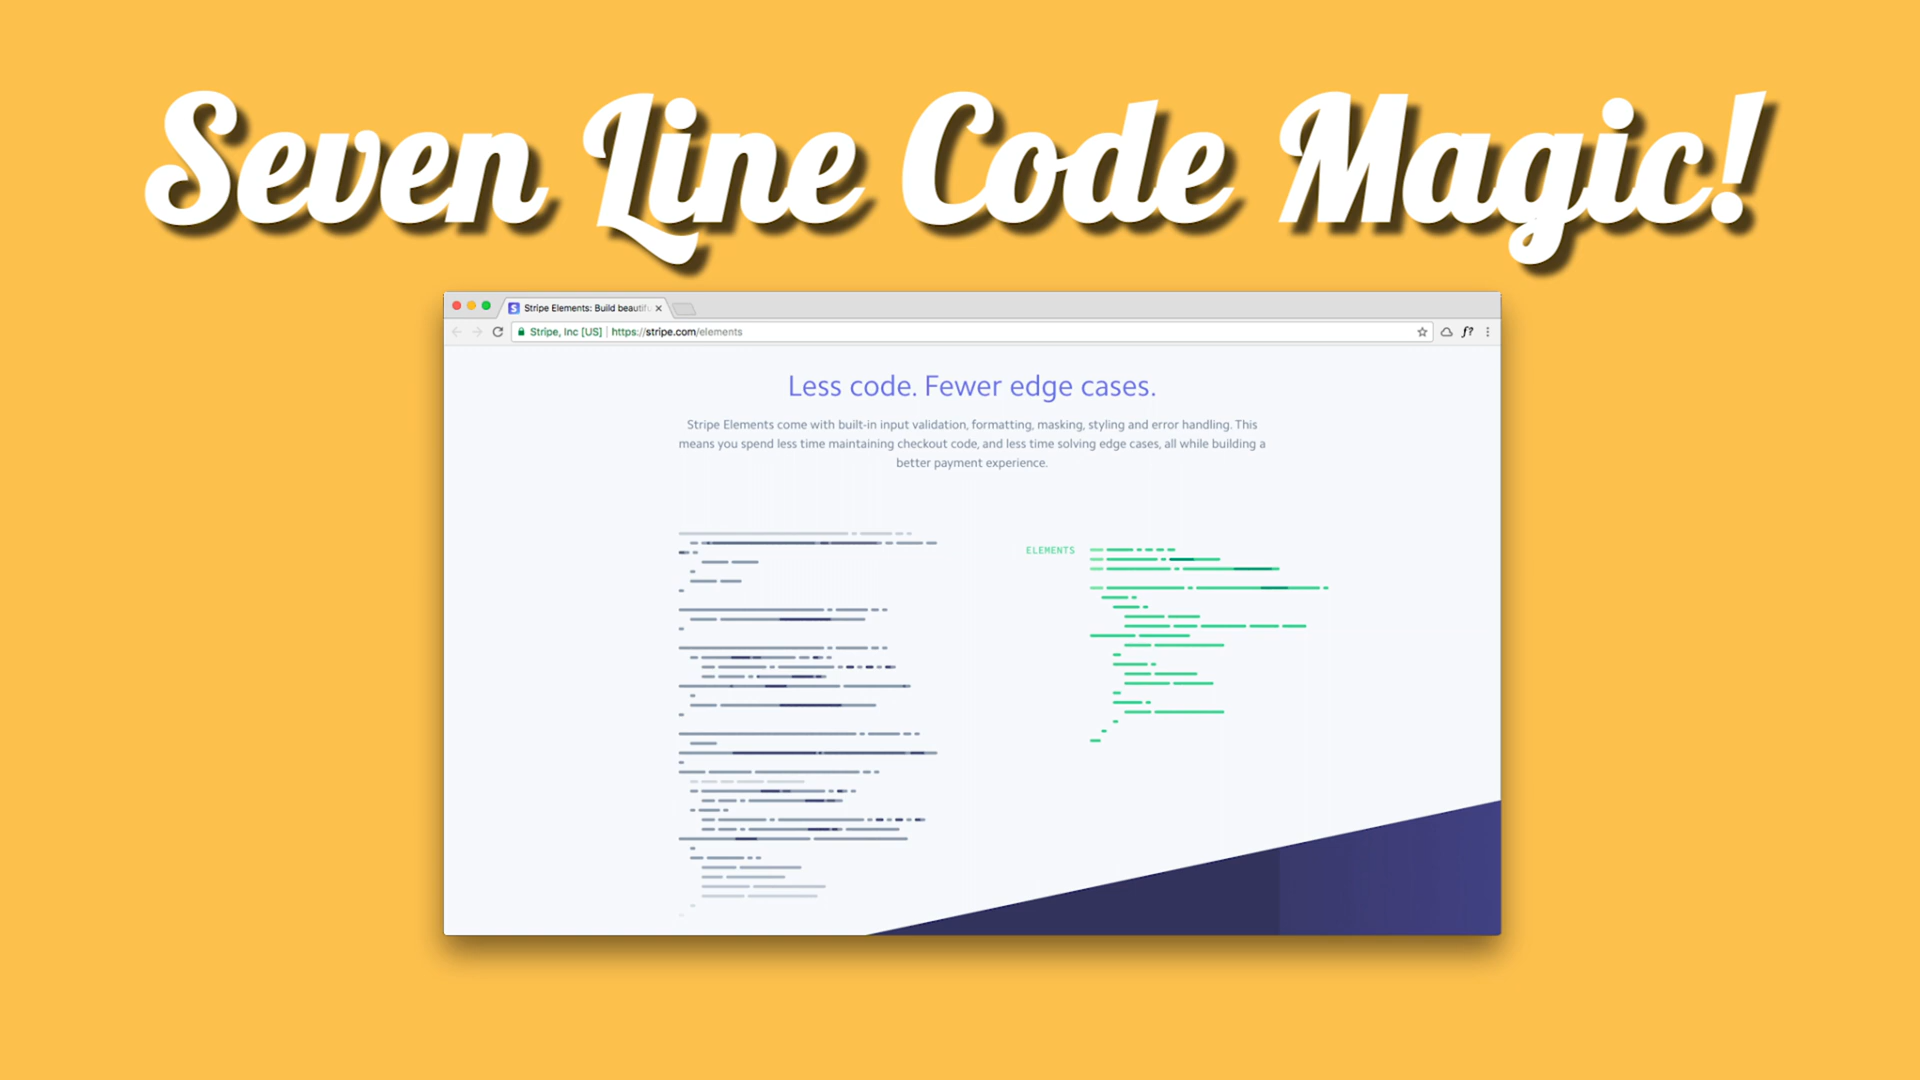 Seven Line Code Magic!
Stripe Elements: Build beautif
Stripe, Inc [US] | https://stripe.com/elements
f?
Less code. Fewer edge cases.
Stripe Elements come with built-in input validation, formatting, masking, styling and error handling. This
means you spend less time maintaining checkout code, and less time solving edge cases, all while building a
better payment experience.
ELEMENTS